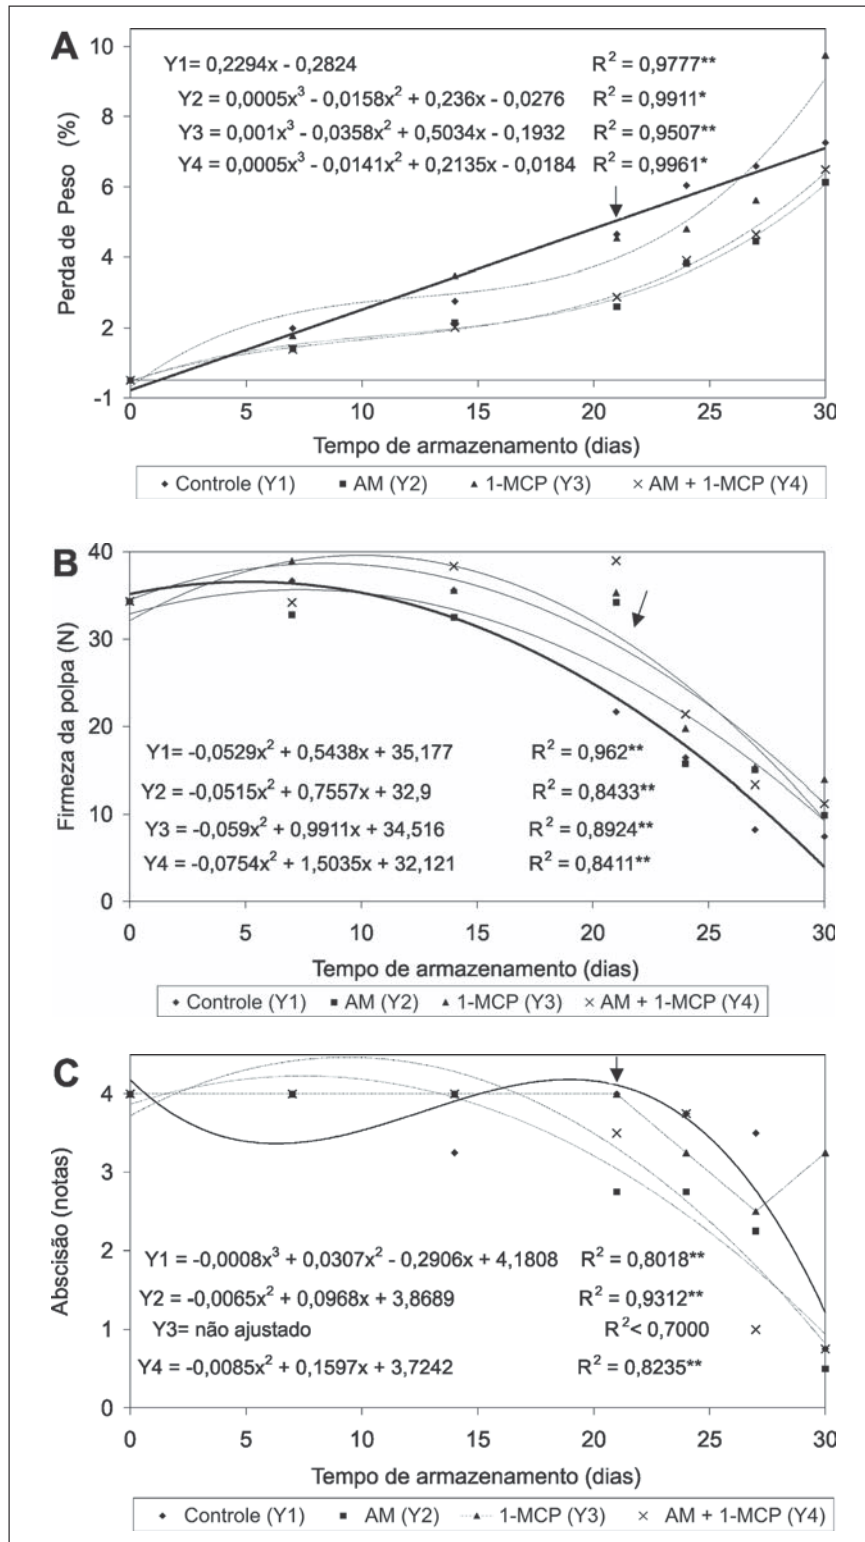 A
10
8
6
4
2
-1
Perda de Peso (%)
Y1= 0,2294x - 0,2824 R² = 0,9777**
Y2 = 0,0005x³ - 0,0158x² + 0,236x - 0,0276 R² = 0,9911*
Y3 = 0,001x³ - 0,0358x² + 0,5034x - 0,1932 R² = 0,9507**
Y4 = 0,0005x³ - 0,0141x² + 0,2135x - 0,0184 R² = 0,9961*
0 5 10 15 20 25 30
Tempo de armazenamento (dias)
Controle (Y1) AM (Y2) 1-MCP (Y3) AM + 1-MCP (Y4)
B
40
30
20
10
0
Firmeza da polpa (N)
Y1= -0,0529x² + 0,5438x + 35,177 R² = 0,962**
Y2 = -0,0515x² + 0,7557x + 32,9 R² = 0,8433**
Y3 = -0,059x² + 0,9911x + 34,516 R² = 0,8924**
Y4 = -0,0754x² + 1,5035x + 32,121 R² = 0,8411**
0 5 10 15 20 25 30
Tempo de armazenamento (dias)
Controle (Y1) AM (Y2) 1-MCP (Y3) AM + 1-MCP (Y4)
C
4
3
2
1
0
Abscisão (notas)
Y1 = -0,0008x³ + 0,0307x² - 0,2906x + 4,1808 R² = 0,8018**
Y2 = -0,0065x² + 0,0968x + 3,8689 R² = 0,9312**
Y3= não ajustado R²< 0,7000
Y4 = -0,0085x² + 0,1597x + 3,7242 R² = 0,8235**
0 5 10 15 20 25 30
Tempo de armazenamento (dias)
Controle (Y1) AM (Y2) 1-MCP (Y3) AM + 1-MCP (Y4)